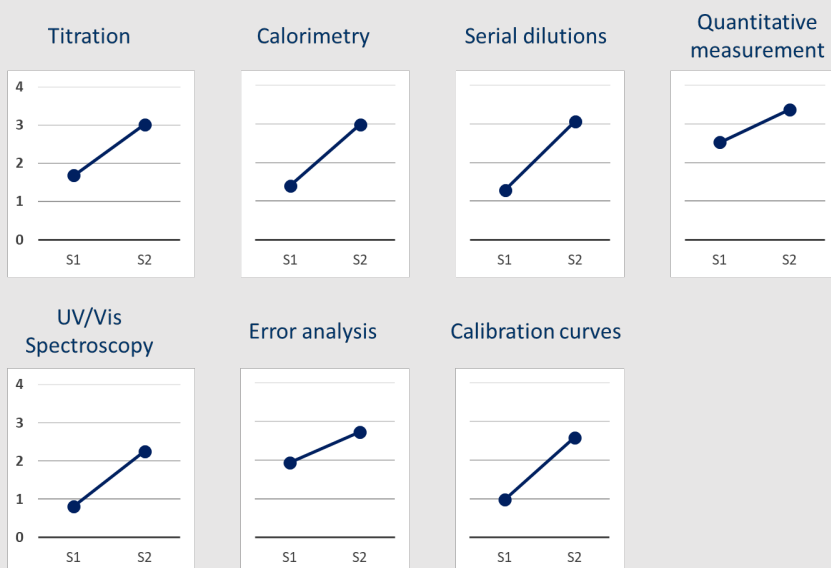 Titration
Calorimetry
Serial dilutions
Quantitative
measurement
4
3
2
1
0
S1 S2
S1 S2
S1 S2
S1 S2
UV/Vis
Spectroscopy
Error analysis
Calibration curves
4
3
2
1
0
S1 S2
S1 S2
S1 S2